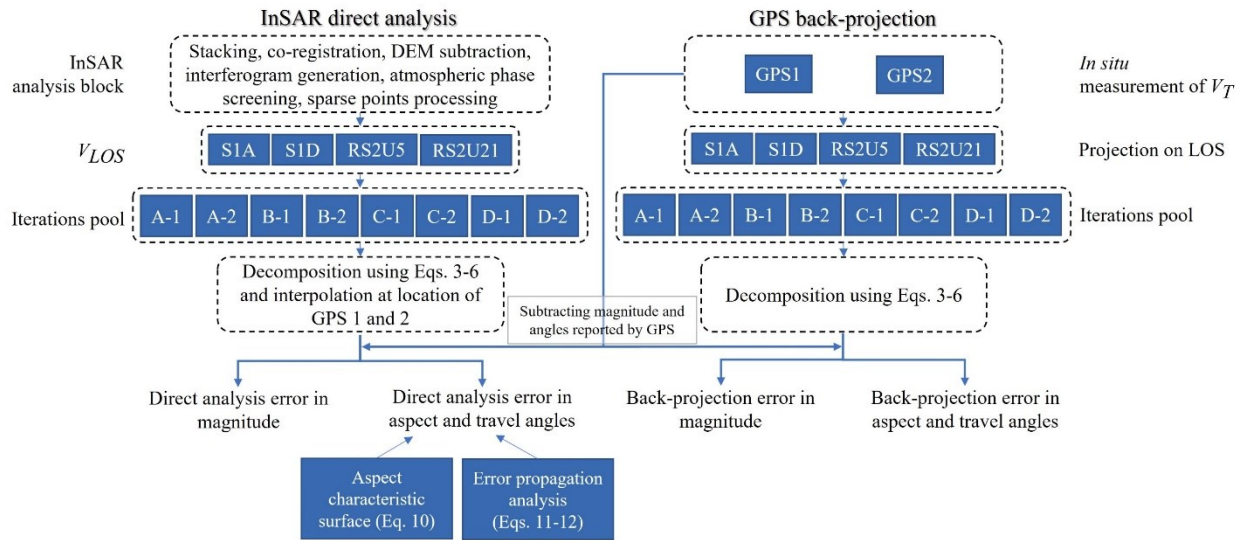 InSAR direct analysis
GPS back-projection
InSAR
analysis block
Stacking, co-registration, DEM subtraction,
interferogram generation, atmospheric phase
screening, sparse points processing
GPS1
GPS2
In situ
measurement of V_T
V_LOS
S1A
S1D
RS2U5
RS2U21
S1A
S1D
RS2U5
RS2U21
Projection on LOS
Iterations pool
A-1
A-2
B-1
B-2
C-1
C-2
D-1
D-2
A-1
A-2
B-1
B-2
C-1
C-2
D-1
D-2
Iterations pool
Decomposition using Eqs. 3-6
and interpolation at location of
GPS 1 and 2
Subtracting magnitude and
angles reported by GPS
Decomposition using Eqs. 3-6
Direct analysis error in
magnitude
Direct analysis error in
aspect and travel angles
Back-projection error in
magnitude
Back-projection error in
aspect and travel angles
Aspect
characteristic
surface (Eq. 10)
Error propagation
analysis
(Eqs. 11-12)